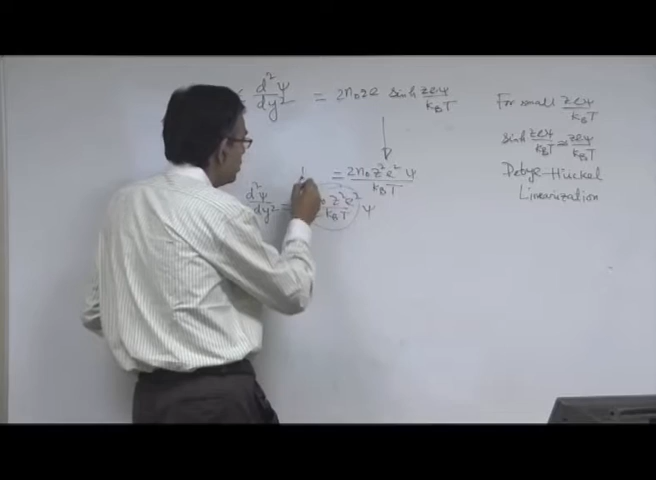 d²ψ/dy² = 2n₀ze sinh zeψ/k_BT
= 2n₀z²e²ψ/k_BT
d²ψ/dy² = z²e²/k_BT ψ
For small zeψ/k_BT
sinh zeψ/k_BT ≈ zeψ/k_BT
Debye-Hückel
Linearization